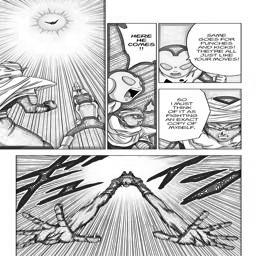 SAME
GOES FOR
PUNCHES
AND KICKS!
THEY'RE ALL
JUST LIKE
YOUR MOVES!
HERE
HE
COMES
!!
SO
I MUST
THINK
OF IT AS
FIGHTING
AN EXACT
COPY OF
MYSELF.